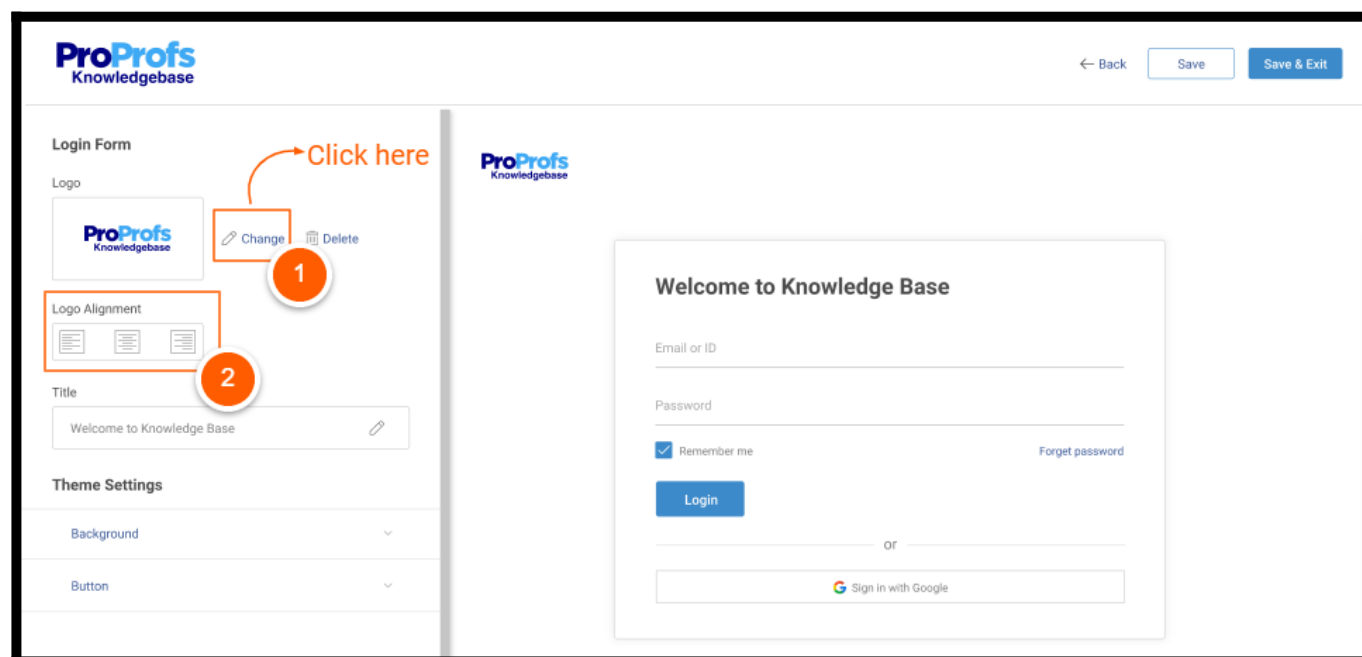 ProProfs
Knowledgebase
Back
Save
Save & Exit
Login Form
Click here
Logo
ProProfs
Knowledgebase
Change
Delete
1
Logo Alignment
2
Title
Welcome to Knowledge Base
Theme Settings
Background
Button
ProProfs
Knowledgebase
Welcome to Knowledge Base
Email or ID
Password
Remember me
Forget password
Login
or
G Sign in with Google